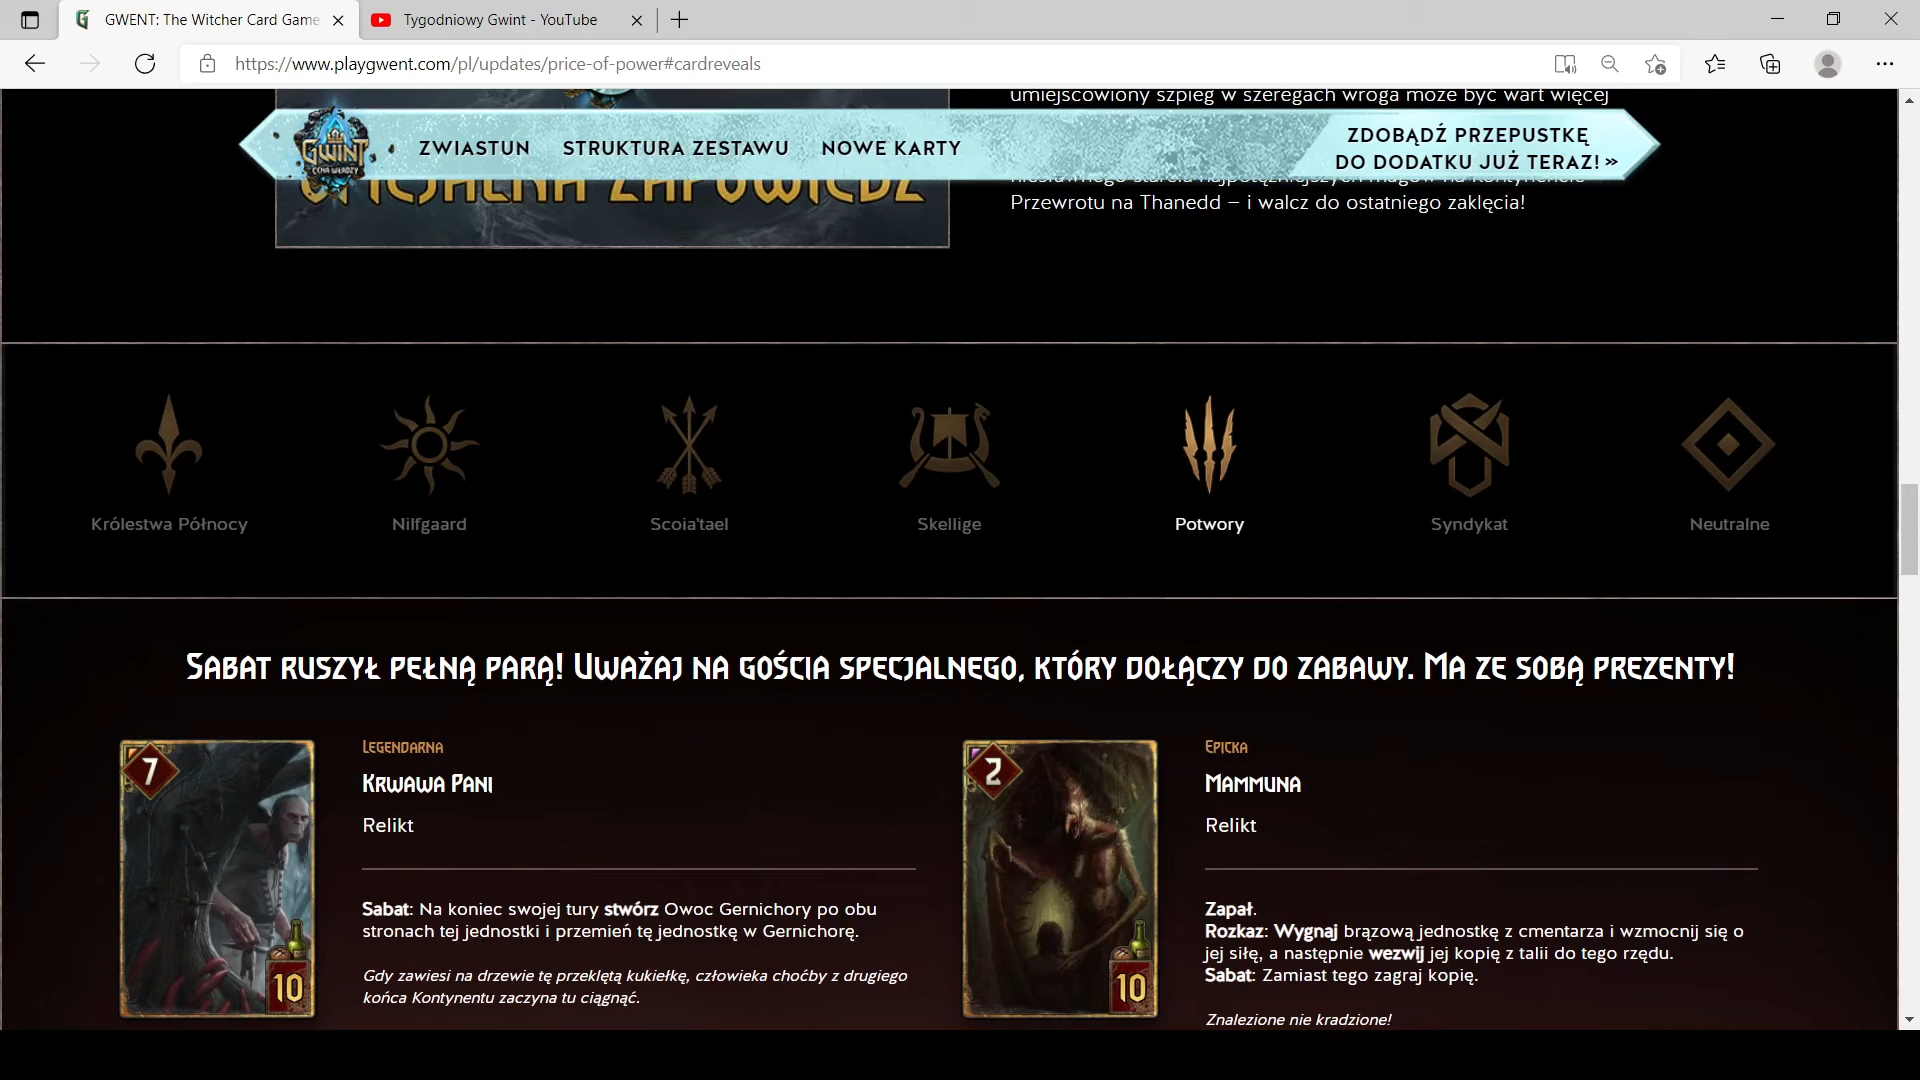 GWENT: The Witcher Card Game
Tygodniowy Gwint - YouTube
https://www.playgwent.com/pl/updates/price-of-power#cardreveals
umiejscowiony szpieg w szeregach wroga może być wart więcej
GWINT
CENA WŁADZY
ZWIASTUN
STRUKTURA ZESTAWU
NOWE KARTY
ZDOBĄDŹ PRZEPUSTKĘ
DO DODATKU JUŻ TERAZ! »
Przewrotu na Thanedd – i walcz do ostatniego zaklęcia!
Królestwa Północy
Nilfgaard
Scoia'tael
Skellige
Potwory
Syndykat
Neutralne
Sabat ruszył pełną parą! Uważaj na gościa specjalnego, który dołączy do zabawy. Ma ze sobą prezenty!
7
10
Legendarna
Krwawa Pani
Relikt
Sabat: Na koniec swojej tury stwórz Owoc Gernichory po obu
stronach tej jednostki i przemień tę jednostkę w Gernichorę.
Gdy zawiesi na drzewie tę przeklętą kukiełkę, człowieka choćby z drugiego
końca Kontynentu zaczyna tu ciągnąć.
2
10
Epicka
Mammuna
Relikt
Zapał.
Rozkaz: Wygnaj brązową jednostkę z cmentarza i wzmocnij się o
jej siłę, a następnie wezwij jej kopię z talii do tego rzędu.
Sabat: Zamiast tego zagraj kopię.
Znalezione nie kradzione!